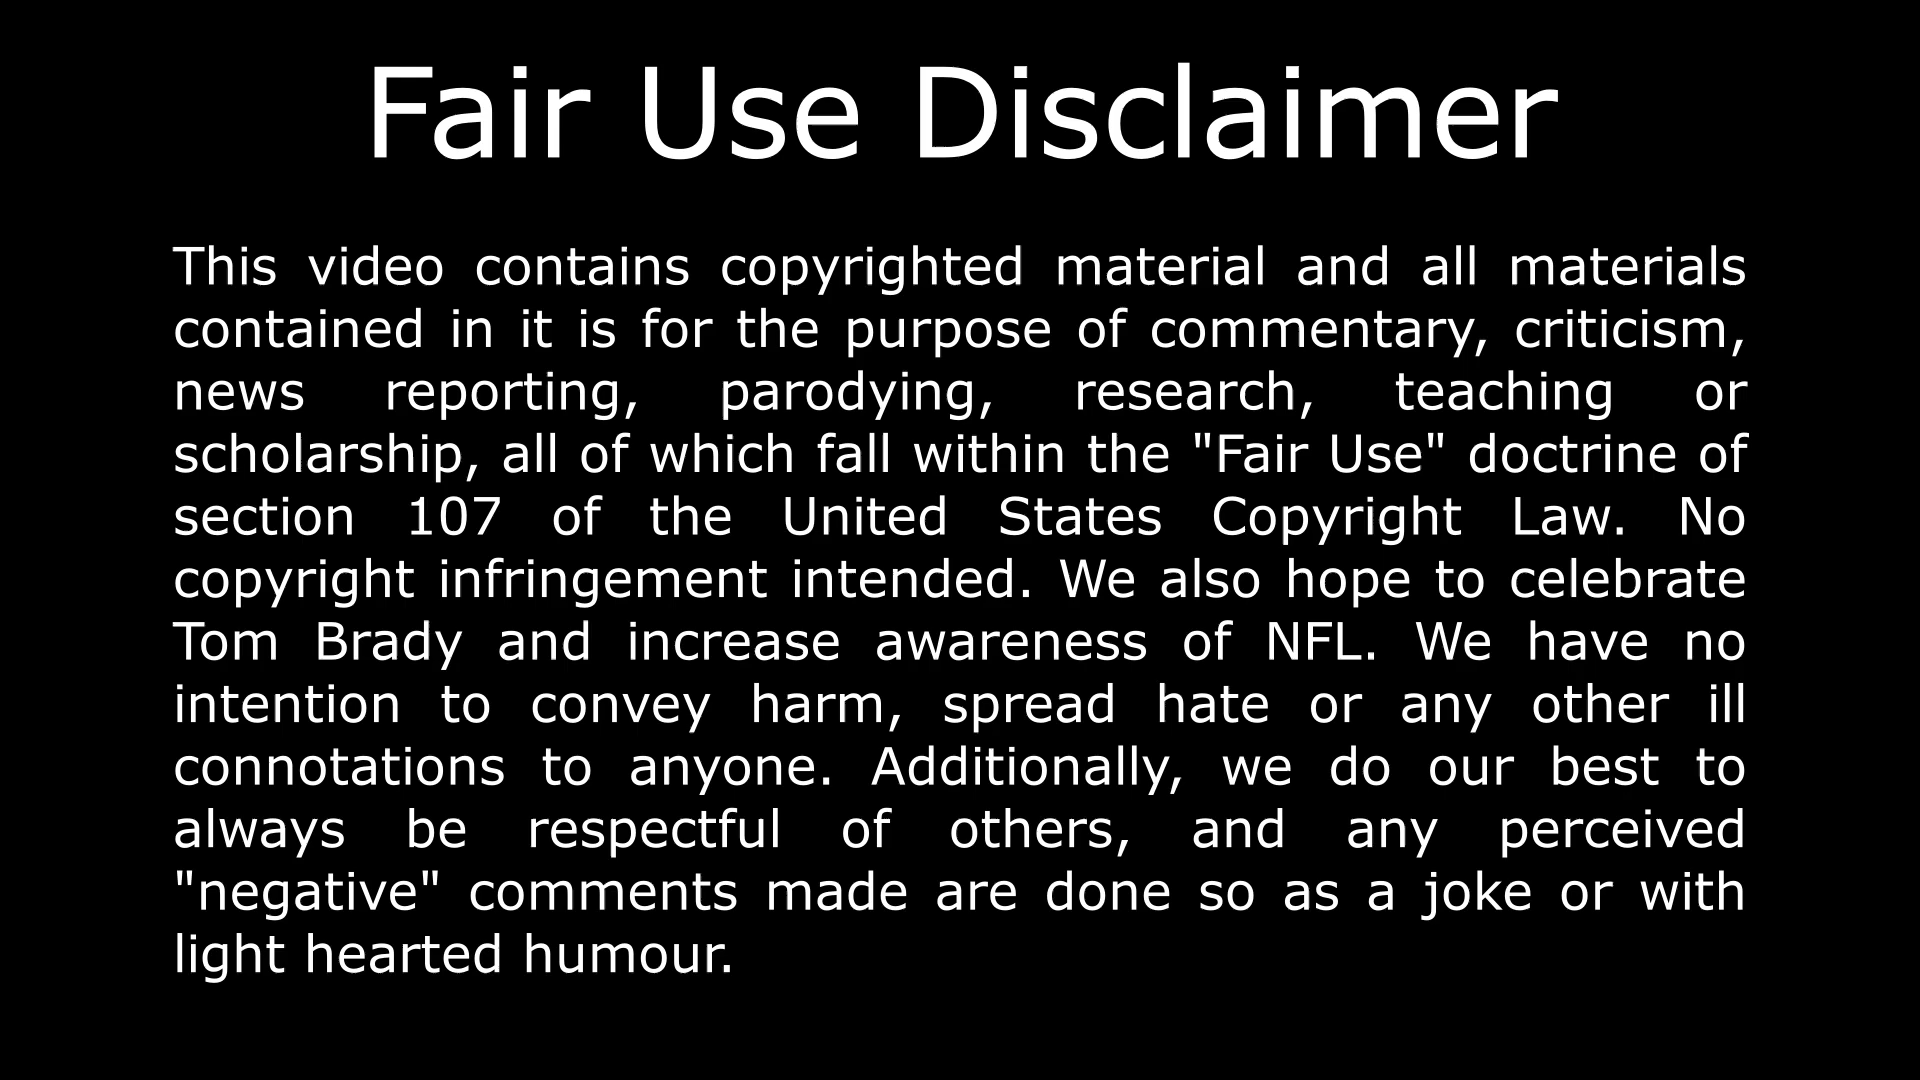 Fair Use Disclaimer
This video contains copyrighted material and all materials
contained in it is for the purpose of commentary, criticism,
news reporting, parodying, research, teaching or
scholarship, all of which fall within the "Fair Use" doctrine of
section 107 of the United States Copyright Law. No
copyright infringement intended. We also hope to celebrate
Tom Brady and increase awareness of NFL. We have no
intention to convey harm, spread hate or any other ill
connotations to anyone. Additionally, we do our best to
always be respectful of others, and any perceived
"negative" comments made are done so as a joke or with
light hearted humour.